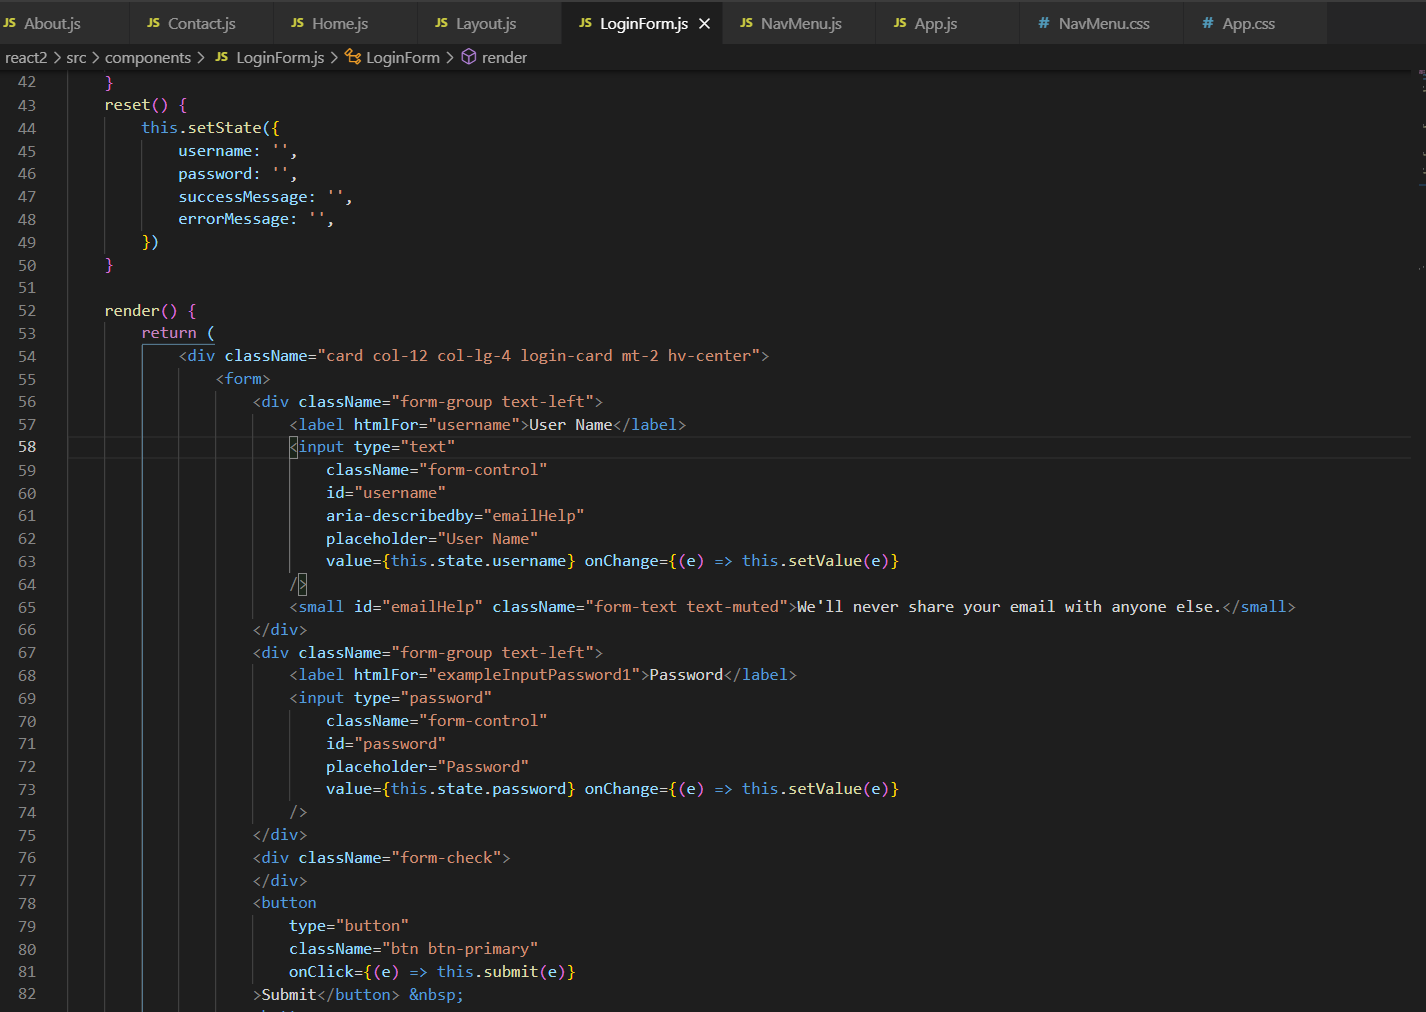 JS About.js JS Contact.js JS Home.js JS Layout.js JS LoginForm.js × JS NavMenu.js JS App.js # NavMenu.css # App.css
react2 > src > components > JS LoginForm.js > LoginForm > render
42 }
43 reset() {
44 this.setState({
45 username: '',
46 password: '',
47 successMessage: '',
48 errorMessage: '',
49 })
50 }
51
52 render() {
53 return (
54 <div className="card col-12 col-lg-4 login-card mt-2 hv-center">
55 <form>
56 <div className="form-group text-left">
57 <label htmlFor="username">User Name</label>
58 <input type="text"
59 className="form-control"
60 id="username"
61 aria-describedby="emailHelp"
62 placeholder="User Name"
63 value={this.state.username} onChange={(e) => this.setValue(e)}
64 />
65 <small id="emailHelp" className="form-text text-muted">We'll never share your email with anyone else.</small>
66 </div>
67 <div className="form-group text-left">
68 <label htmlFor="exampleInputPassword1">Password</label>
69 <input type="password"
70 className="form-control"
71 id="password"
72 placeholder="Password"
73 value={this.state.password} onChange={(e) => this.setValue(e)}
74 />
75 </div>
76 <div className="form-check">
77 </div>
78 <button
79 type="button"
80 className="btn btn-primary"
81 onClick={(e) => this.submit(e)}
82 >Submit</button> &nbsp;